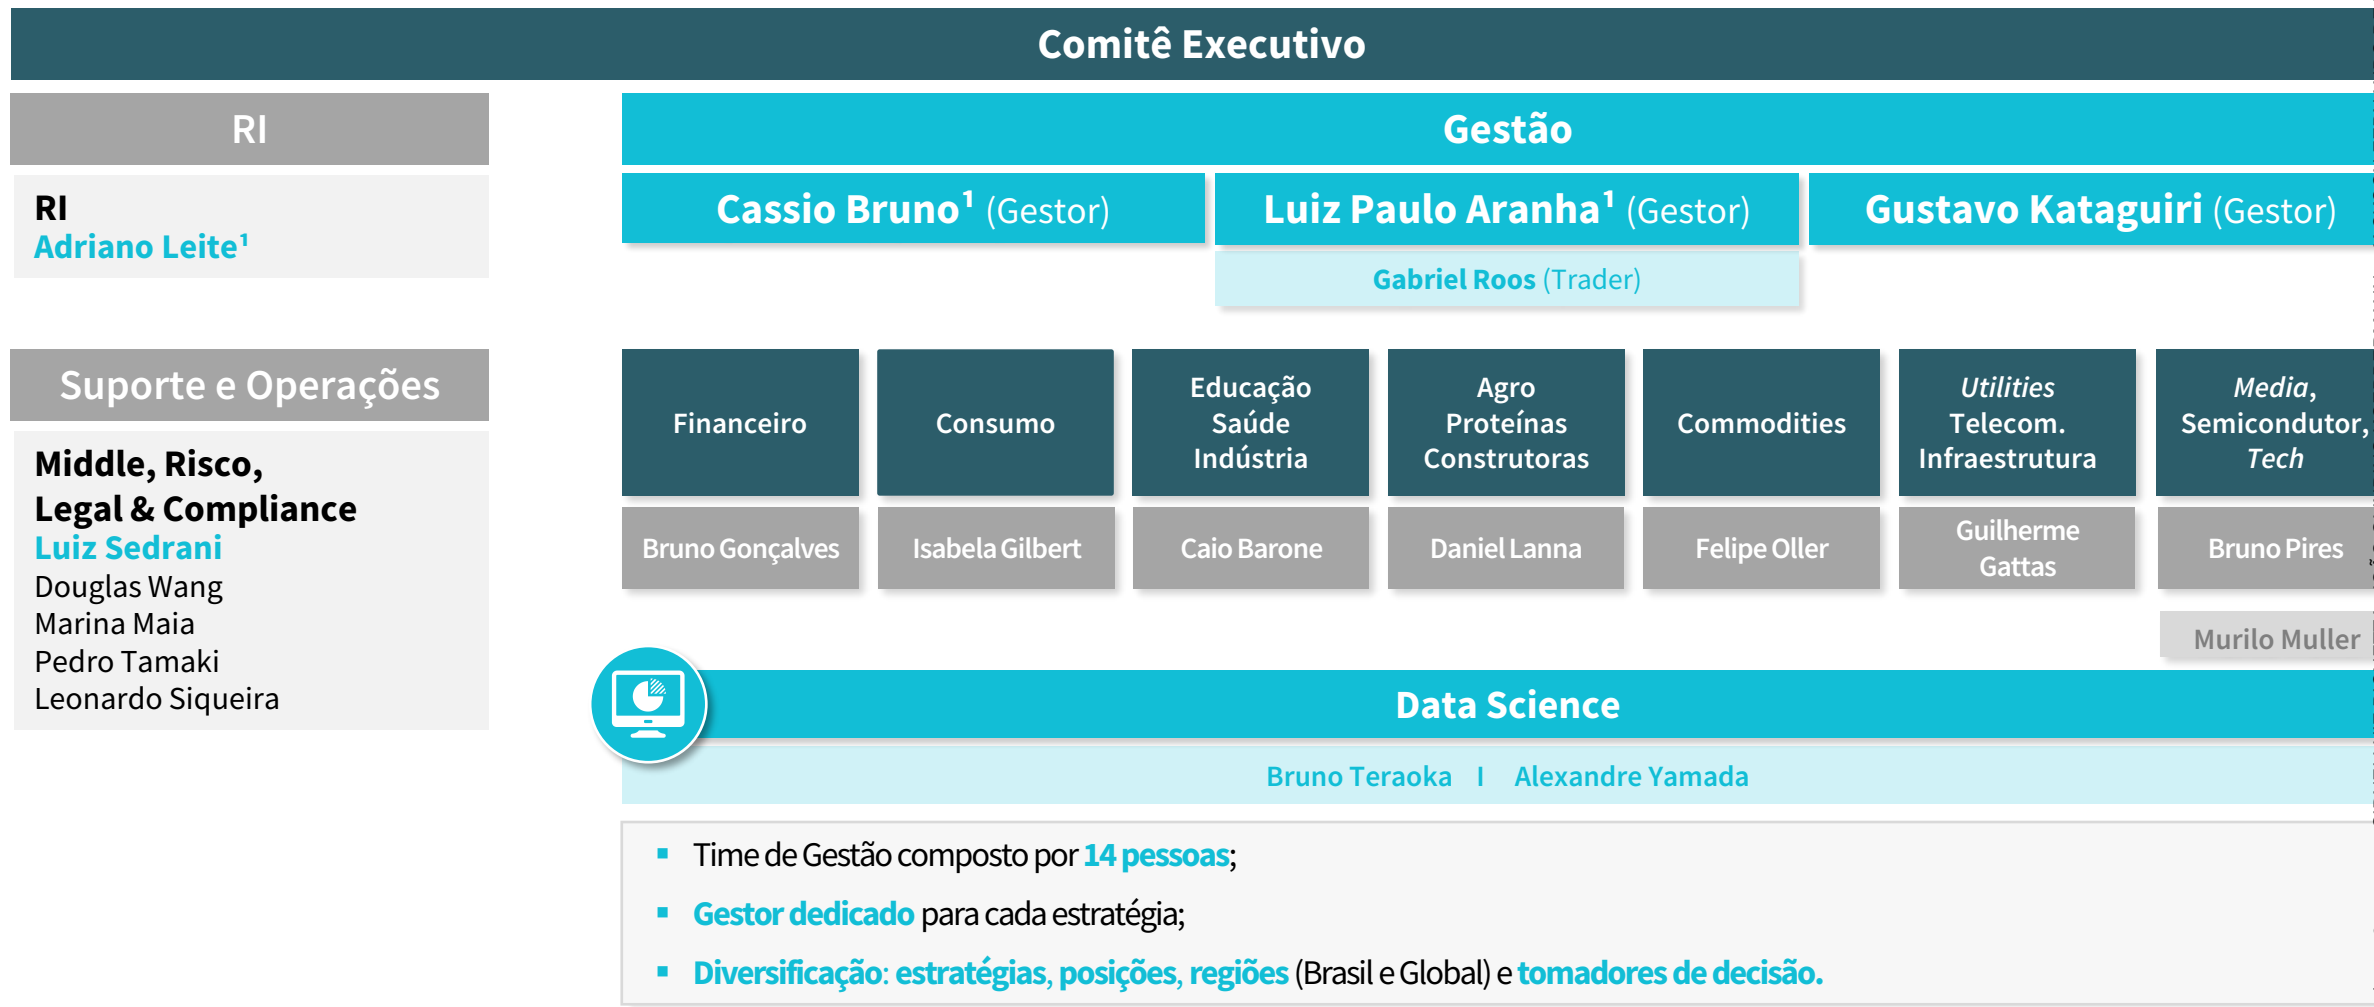 Comitê Executivo
RI
RI
Adriano Leite¹
Suporte e Operações
Middle, Risco,
Legal & Compliance
Luiz Sedrani
Douglas Wang
Marina Maia
Pedro Tamaki
Leonardo Siqueira
Gestão
Cassio Bruno¹ (Gestor)
Luiz Paulo Aranha¹ (Gestor)
Gustavo Kataguiri (Gestor)
Gabriel Roos (Trader)
Financeiro
Bruno Gonçalves
Consumo
Isabela Gilbert
Educação
Saúde
Indústria
Caio Barone
Agro
Proteínas
Construtoras
Daniel Lanna
Commodities
Felipe Oller
Utilities
Telecom.
Infraestrutura
Guilherme
Gattas
Media,
Semicondutor,
Tech
Bruno Pires
Murilo Muller
Data Science
Bruno Teraoka I Alexandre Yamada
▪ Time de Gestão composto por 14 pessoas;
▪ Gestor dedicado para cada estratégia;
▪ Diversificação: estratégias, posições, regiões (Brasil e Global) e tomadores de decisão.